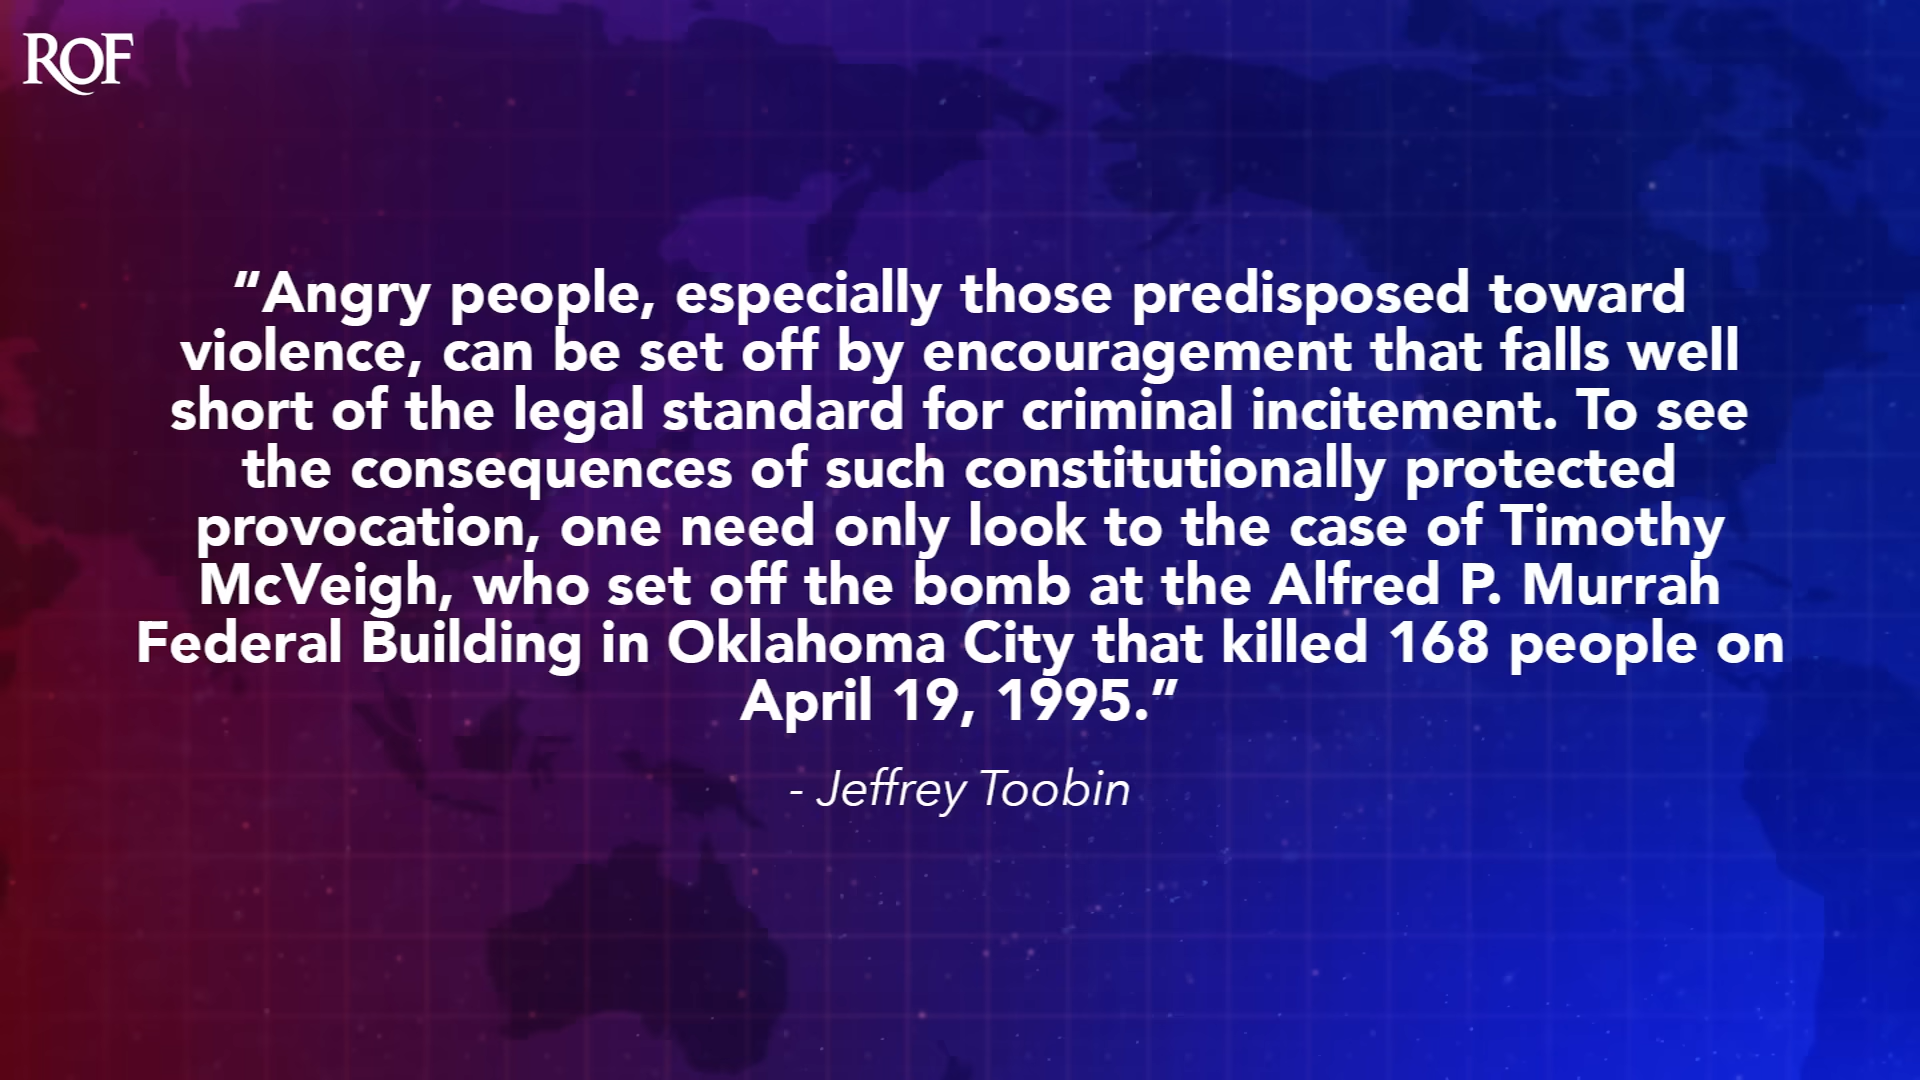 ROF
“Angry people, especially those predisposed toward
violence, can be set off by encouragement that falls well
short of the legal standard for criminal incitement. To see
the consequences of such constitutionally protected
provocation, one need only look to the case of Timothy
McVeigh, who set off the bomb at the Alfred P. Murrah
Federal Building in Oklahoma City that killed 168 people on
April 19, 1995.”
- Jeffrey Toobin